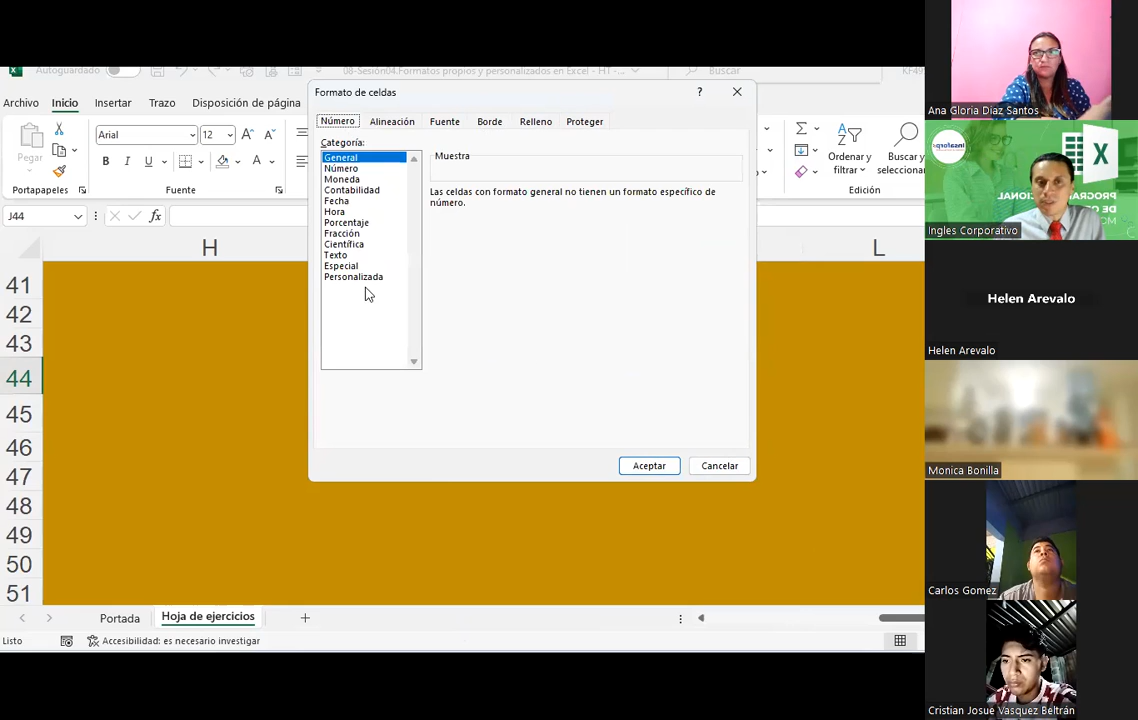 Autoguardado
08-Sesión04.Formatos propios y personalizados en Excel - HT -
Buscar
KF49
Archivo Inicio Insertar Trazo Disposición de página
Formato de celdas
?
Número Alineación Fuente Borde Relleno Proteger
Categoría:
General
Número
Moneda
Contabilidad
Fecha
Hora
Porcentaje
Fracción
Científica
Texto
Especial
Personalizada
Muestra
Las celdas con formato general no tienen un formato específico de
número.
Aceptar Cancelar
Pegar
Arial 12
N K S
Portapapeles Fuente
Ordenar y
filtrar
Buscar y
seleccionar
Edición
J44
fx
H L
41
42
43
44
45
46
47
48
49
50
51
Portada Hoja de ejercicios
Listo
Accesibilidad: es necesario investigar
Ana Gloria Diaz Santos
insaforp
Ingles Corporativo
Helen Arevalo
Helen Arevalo
Monica Bonilla
Carlos Gomez
Cristian Josue Vasquez Beltrán